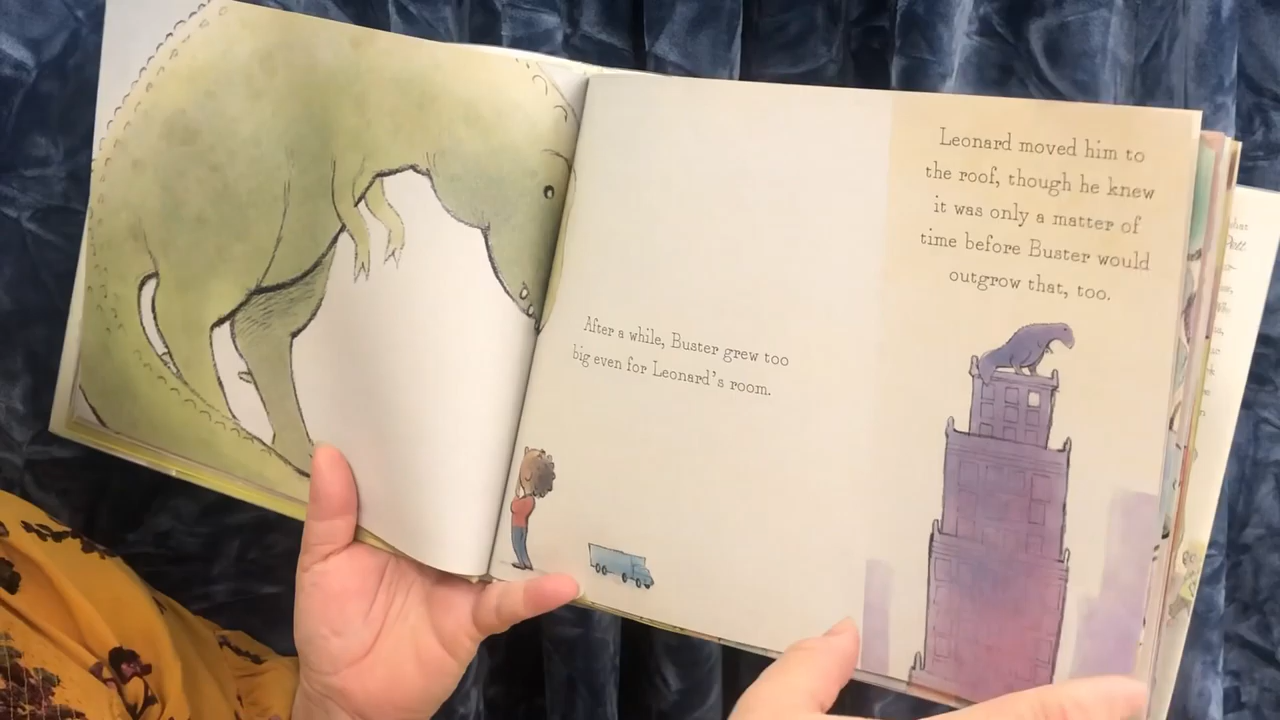 After a while, Buster grew too
big even for Leonard's room.
Leonard moved him to
the roof, though he knew
it was only a matter of
time before Buster would
outgrow that, too.